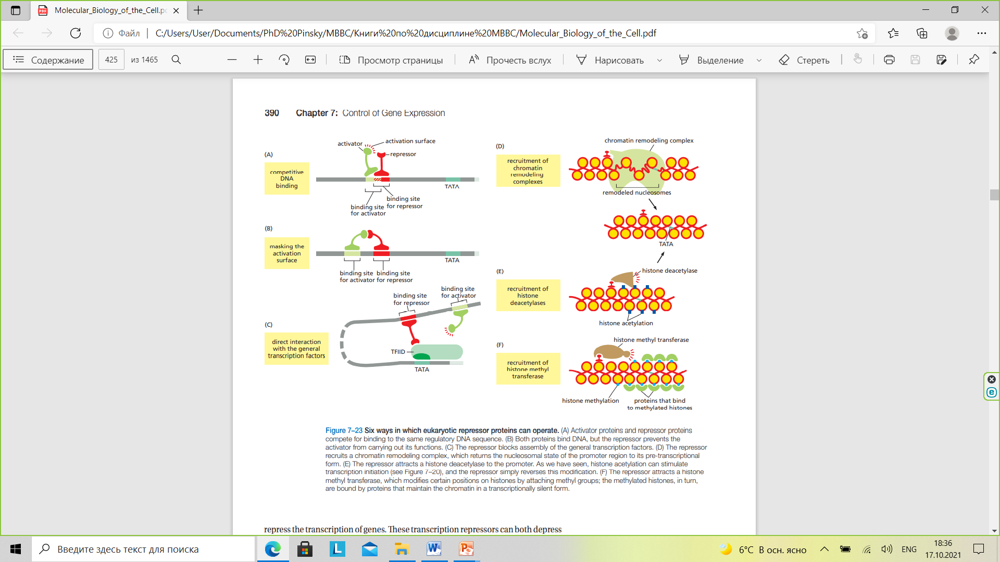 Molecular_Biology_of_the_Cell.pc
Файл
C:/Users/User/Documents/PhD%20Pinsky/MBBC/Книги%20по%20дисциплине%20MBBC/Molecular_Biology_of_the_Cell.pdf
Содержание
425
из 1465
Просмотр страницы
Прочесть вслух
Нарисовать
Выделение
Стереть
390 Chapter 7: Control of Gene Expression
(A)
competitive
DNA
binding
activator
activation surface
repressor
TATA
binding site
for activator
binding site
for repressor
(B)
masking the
activation
surface
TATA
binding site
for activator
binding site
for repressor
(C)
direct interaction
with the general
transcription factors
binding site
for repressor
binding site
for activator
TFIID
TATA
(D)
recruitment of
chromatin
remodeling
complexes
chromatin remodeling complex
remodeled nucleosomes
TATA
(E)
recruitment of
histone
deacetylases
histone deacetylase
histone acetylation
(F)
recruitment of
histone methyl
transferase
histone methyl transferase
histone methylation
proteins that bind
to methylated histones
Figure 7–23 Six ways in which eukaryotic repressor proteins can operate. (A) Activator proteins and repressor proteins
compete for binding to the same regulatory DNA sequence. (B) Both proteins bind DNA, but the repressor prevents the
activator from carrying out its functions. (C) The repressor blocks assembly of the general transcription factors. (D) The repressor
recruits a chromatin remodeling complex, which returns the nucleosomal state of the promoter region to its pre-transcriptional
form. (E) The repressor attracts a histone deacetylase to the promoter. As we have seen, histone acetylation can stimulate
transcription initiation (see Figure 7–20), and the repressor simply reverses this modification. (F) The repressor attracts a histone
methyl transferase, which modifies certain positions on histones by attaching methyl groups; the methylated histones, in turn,
are bound by proteins that maintain the chromatin in a transcriptionally silent form.
repress the transcription of genes. These transcription repressors can both depress
Введите здесь текст для поиска
6°C В осн. ясно
ENG
18:36
17.10.2021